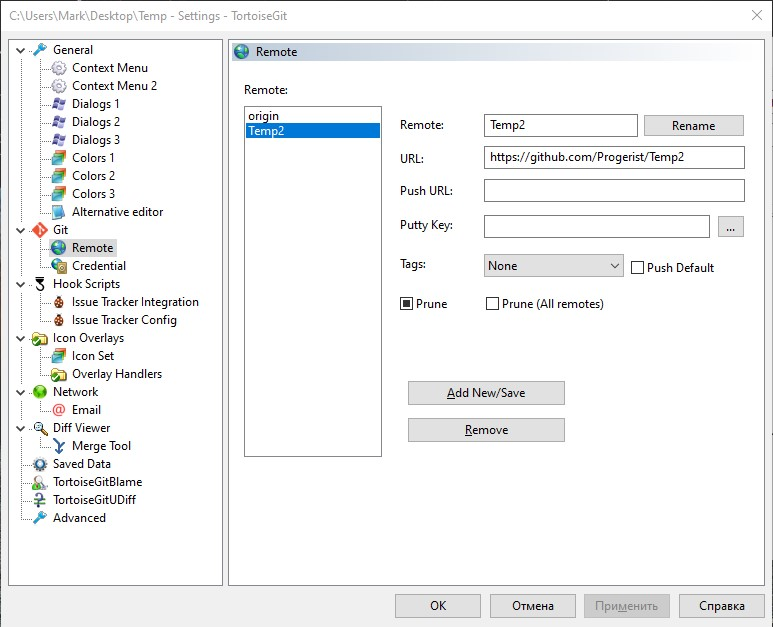 C:\Users\Mark\Desktop\Temp - Settings - TortoiseGit
General
Context Menu
Context Menu 2
Dialogs 1
Dialogs 2
Dialogs 3
Colors 1
Colors 2
Colors 3
Alternative editor
Git
Remote
Credential
Hook Scripts
Issue Tracker Integration
Issue Tracker Config
Icon Overlays
Icon Set
Overlay Handlers
Network
Email
Diff Viewer
Merge Tool
Saved Data
TortoiseGitBlame
TortoiseGitUDiff
Advanced
Remote
Remote:
origin
Temp2
Remote: Temp2 Rename
URL: https://github.com/Progerist/Temp2
Push URL:
Putty Key: ...
Tags: None Push Default
Prune Prune (All remotes)
Add New/Save
Remove
OK Отмена Применить Справка